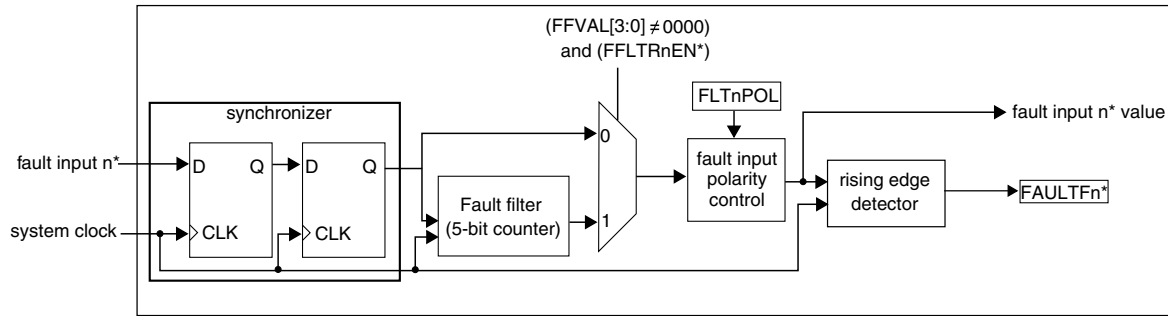 (FFVAL[3:0] ≠ 0000)
and (FFLTRnEN*)
synchronizer
FLTnPOL
fault input n* value
fault input n*
D
Q
D
Q
0
fault input
polarity
control
rising edge
detector
FAULTFn*
Fault filter
(5-bit counter)
1
system clock
CLK
CLK